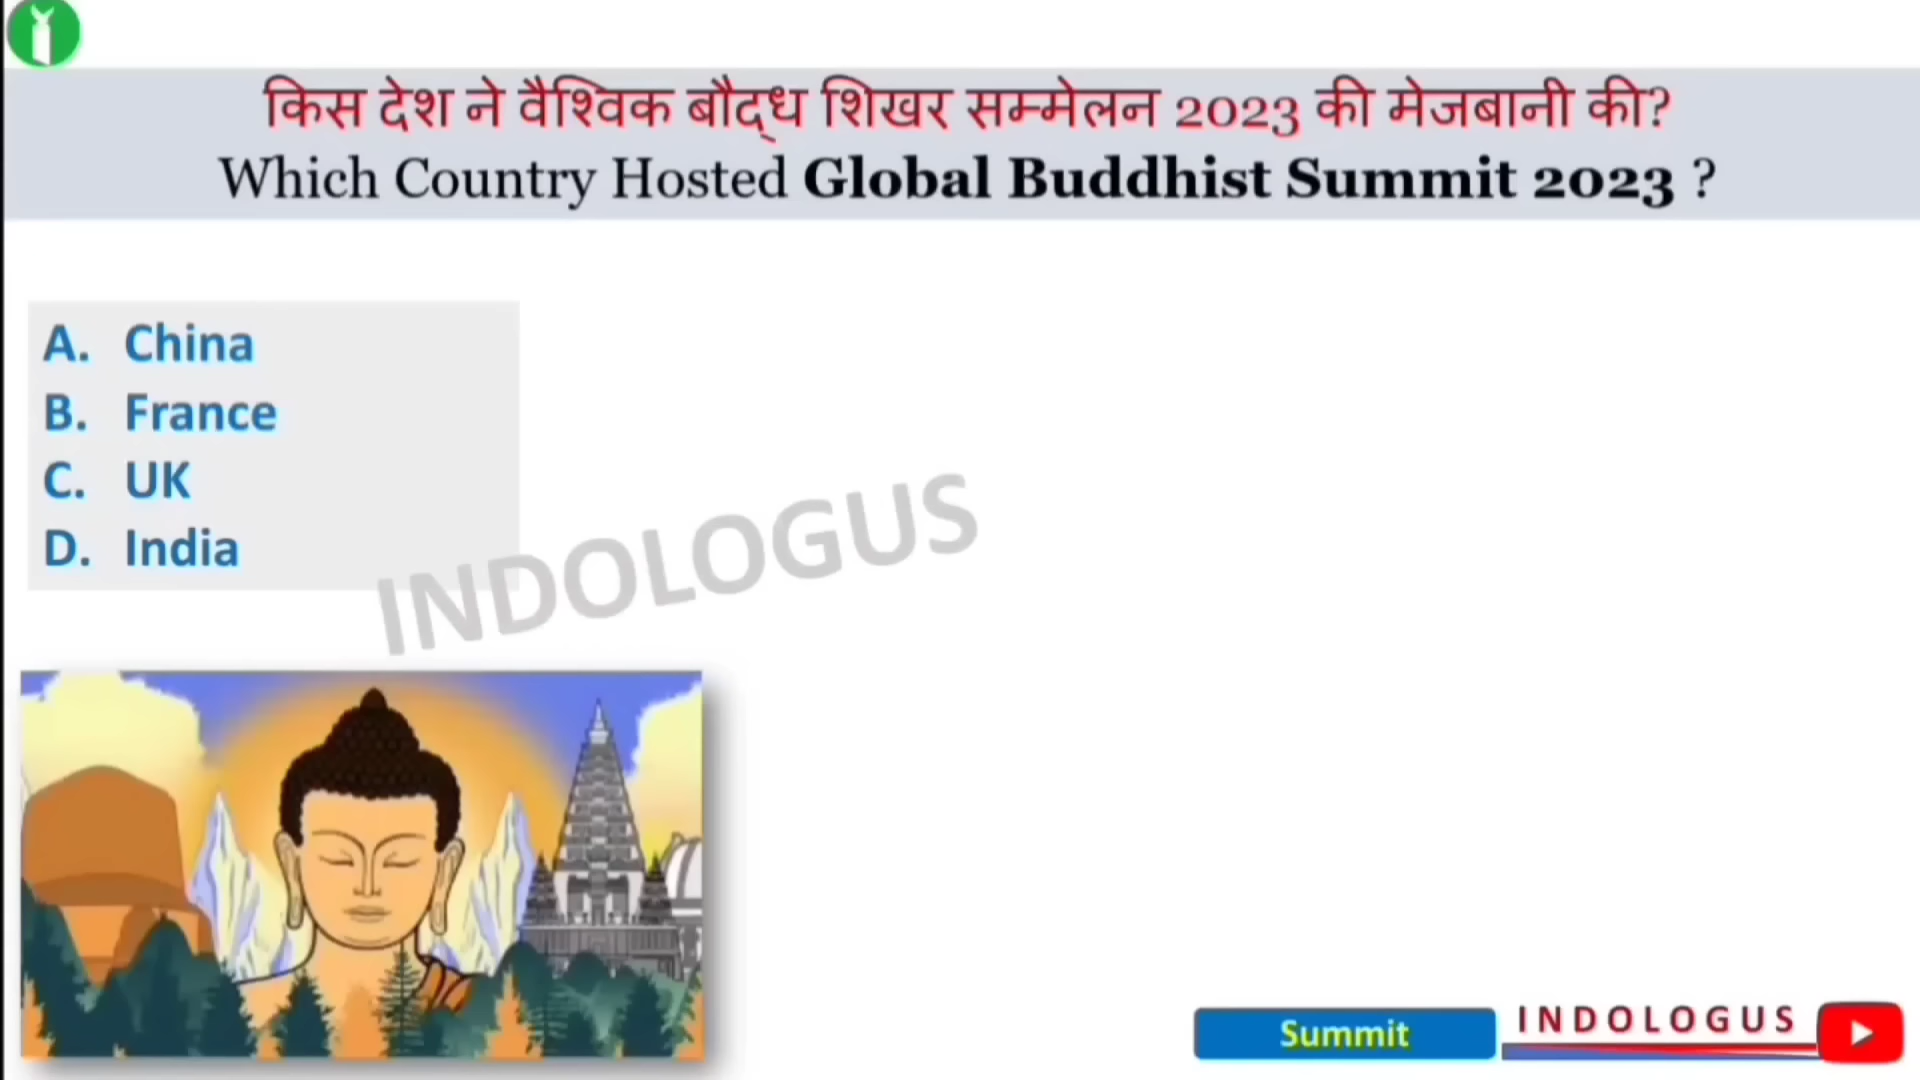 किस देश ने वैश्विक बौद्ध शिखर सम्मेलन 2023 की मेजबानी की?
Which Country Hosted Global Buddhist Summit 2023 ?
A. China
B. France
C. UK
D. India
INDOLOGUS
Summit
INDOLOGUS